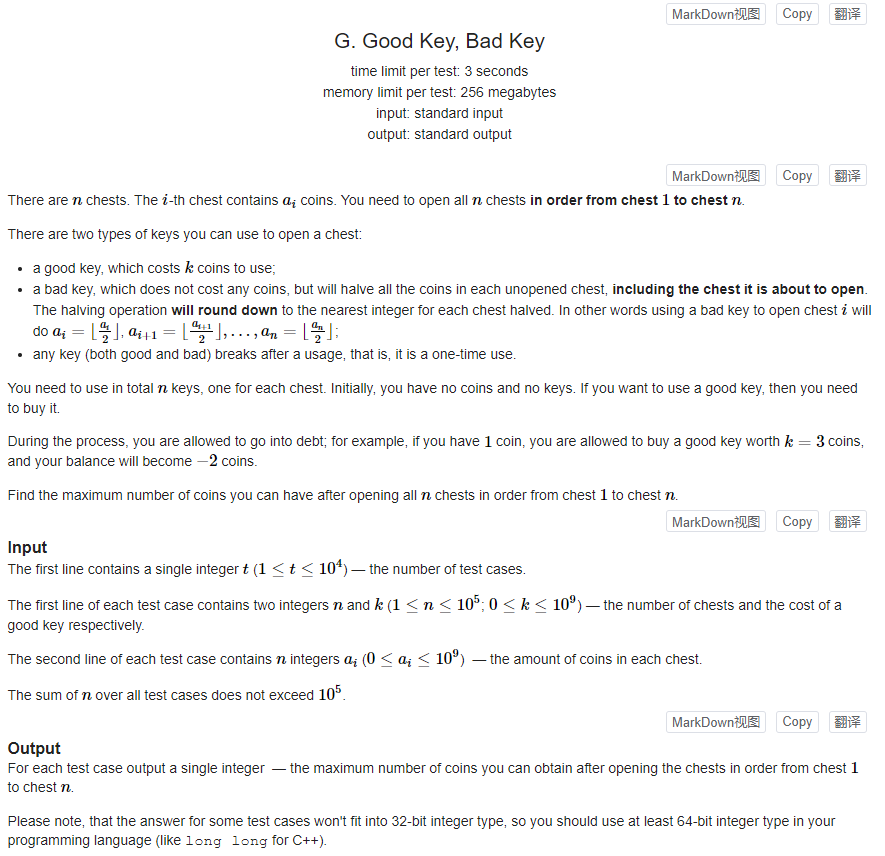 MarkDown视图 Copy 翻译
G. Good Key, Bad Key
time limit per test: 3 seconds
memory limit per test: 256 megabytes
input: standard input
output: standard output
MarkDown视图 Copy 翻译
There are n chests. The i-th chest contains a_i coins. You need to open all n chests in order from chest 1 to chest n.
There are two types of keys you can use to open a chest:
• a good key, which costs k coins to use;
• a bad key, which does not cost any coins, but will halve all the coins in each unopened chest, including the chest it is about to open.
The halving operation will round down to the nearest integer for each chest halved. In other words using a bad key to open chest i will
do a_i = ⌊a_i/2⌋, a_{i+1} = ⌊a_{i+1}/2⌋, …, a_n = ⌊a_n/2⌋;
• any key (both good and bad) breaks after a usage, that is, it is a one-time use.
You need to use in total n keys, one for each chest. Initially, you have no coins and no keys. If you want to use a good key, then you need
to buy it.
During the process, you are allowed to go into debt; for example, if you have 1 coin, you are allowed to buy a good key worth k = 3 coins,
and your balance will become −2 coins.
Find the maximum number of coins you can have after opening all n chests in order from chest 1 to chest n.
MarkDown视图 Copy 翻译
Input
The first line contains a single integer t (1 ≤ t ≤ 10^4) — the number of test cases.
The first line of each test case contains two integers n and k (1 ≤ n ≤ 10^5; 0 ≤ k ≤ 10^9) — the number of chests and the cost of a
good key respectively.
The second line of each test case contains n integers a_i (0 ≤ a_i ≤ 10^9) — the amount of coins in each chest.
The sum of n over all test cases does not exceed 10^5.
MarkDown视图 Copy 翻译
Output
For each test case output a single integer — the maximum number of coins you can obtain after opening the chests in order from chest 1
to chest n.
Please note, that the answer for some test cases won't fit into 32-bit integer type, so you should use at least 64-bit integer type in your
programming language (like long long for C++).